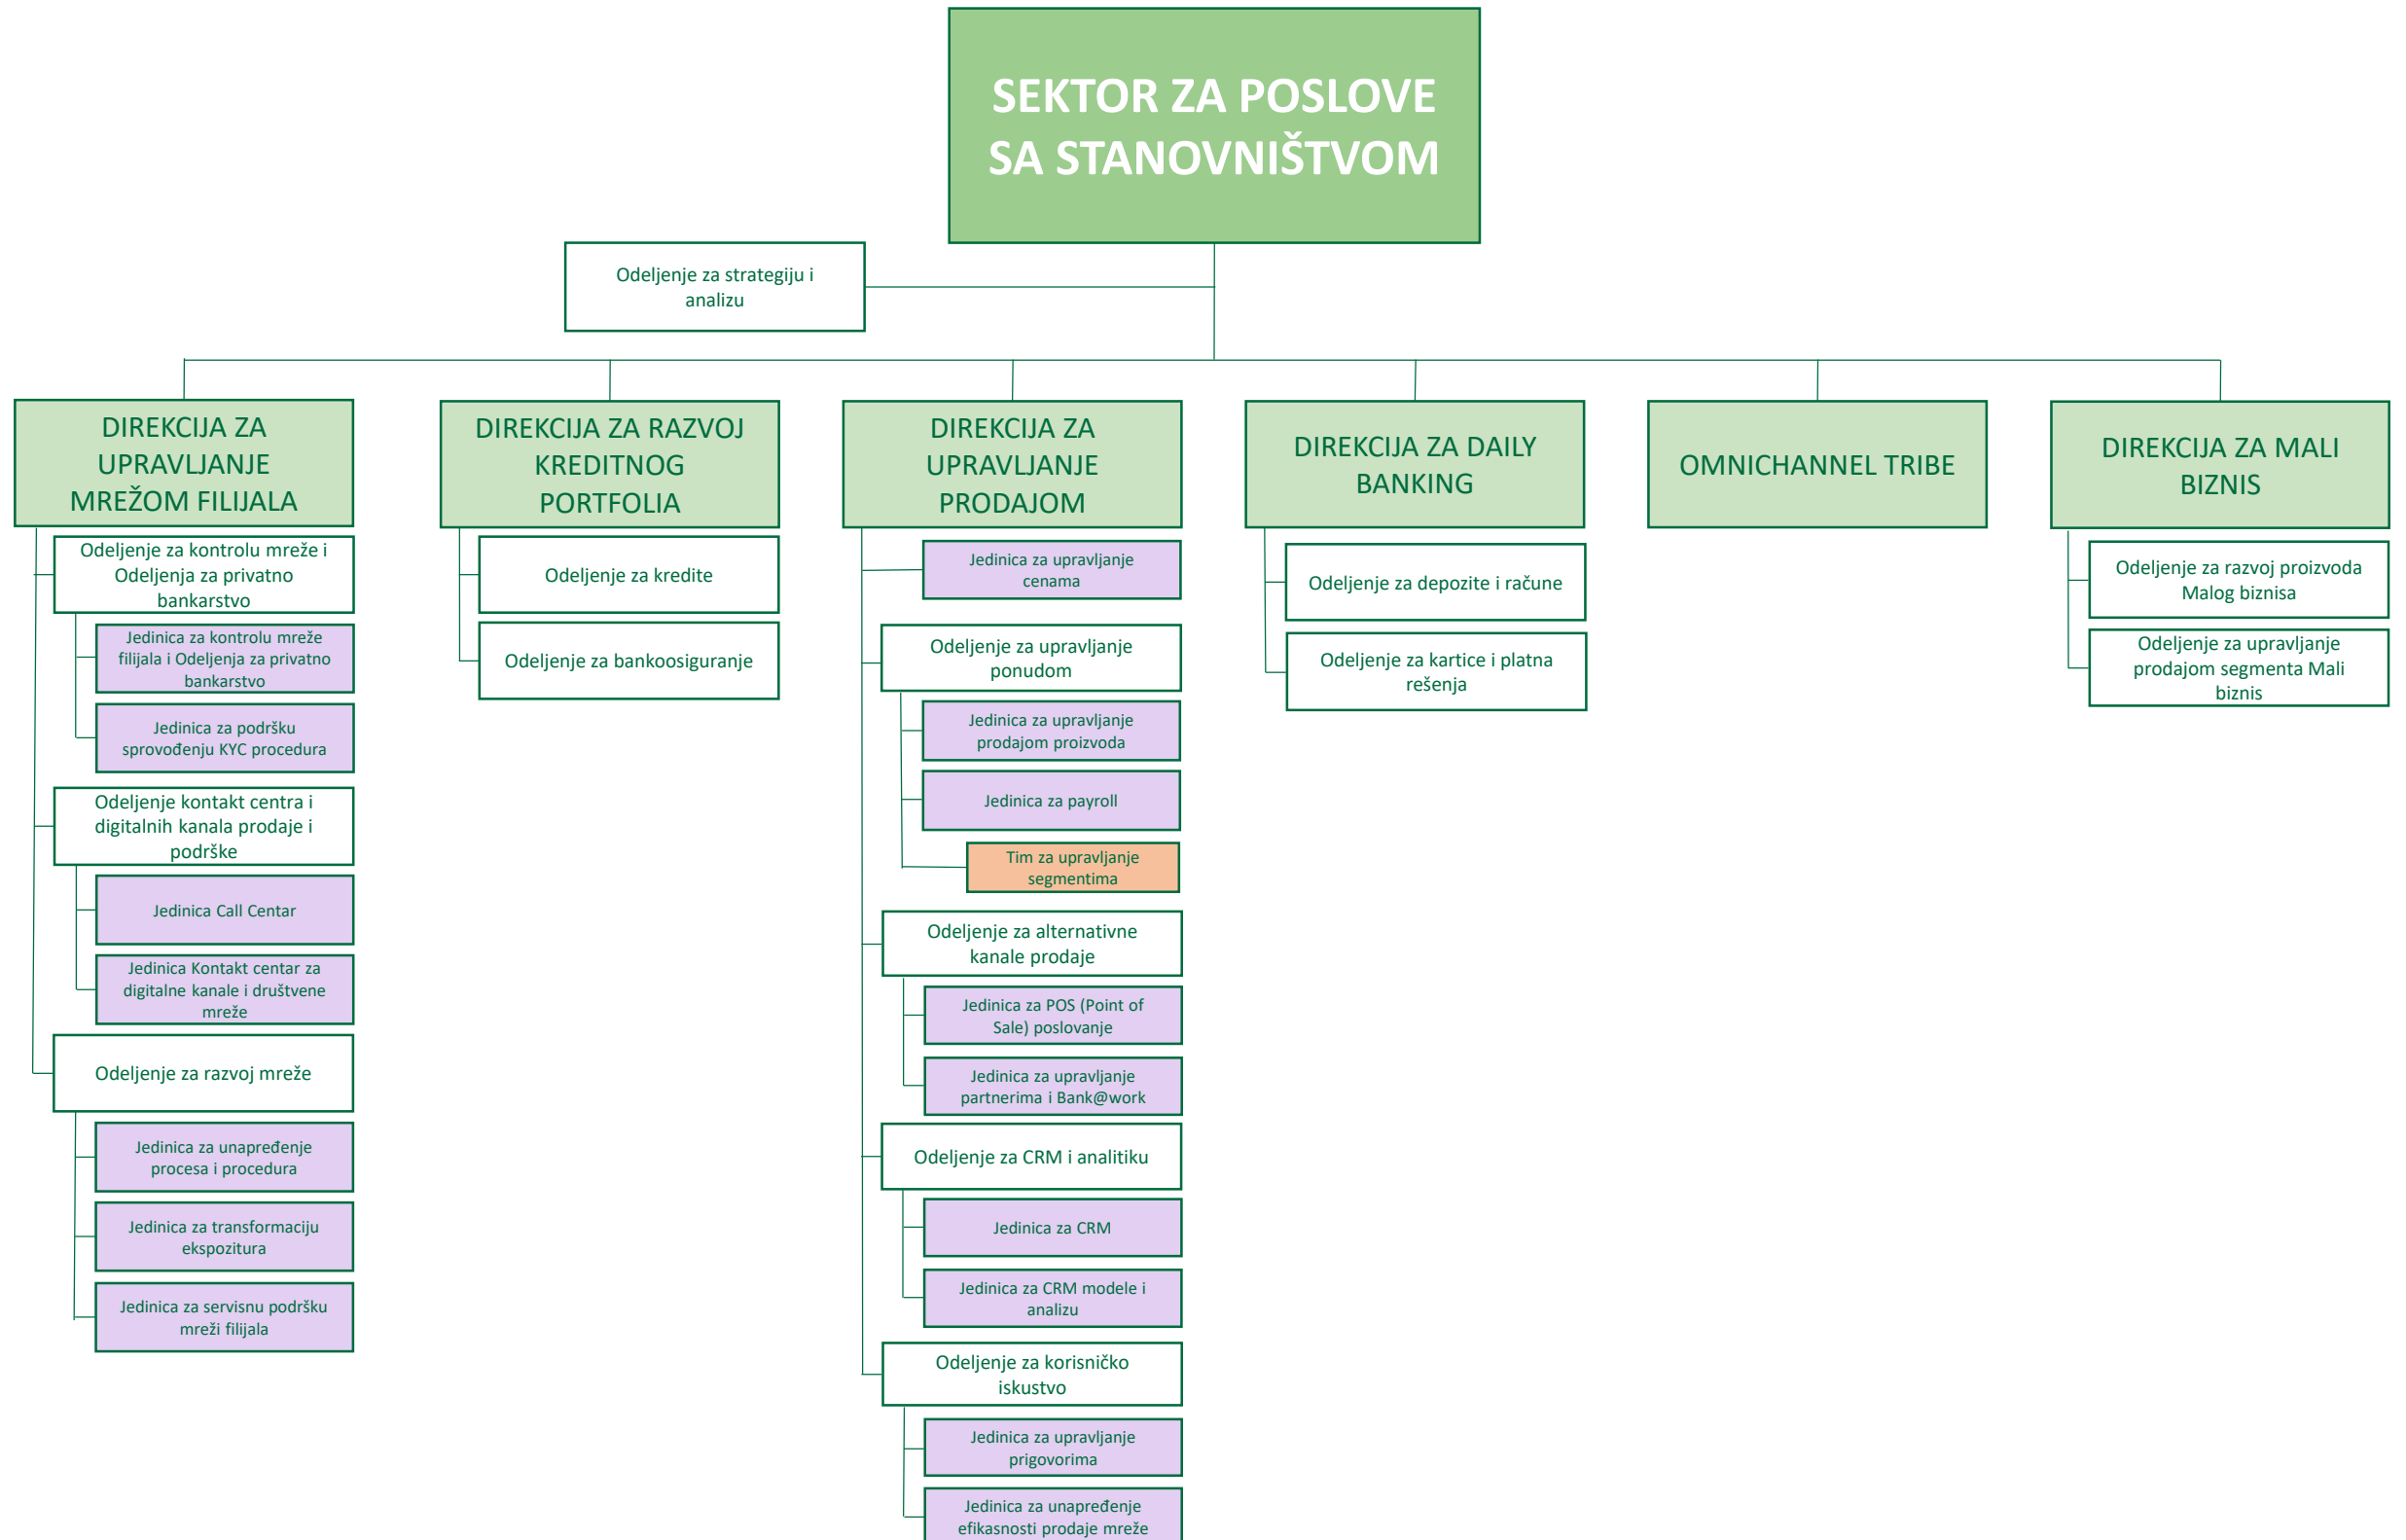 SEKTOR ZA POSLOVE
SA STANOVNIŠTVOM
Odeljenje za strategiju i
analizu
DIREKCIJA ZA
UPRAVLJANJE
MREŽOM FILIJALA
Odeljenje za kontrolu mreže i
Odeljenja za privatno
bankarstvo
Jedinica za kontrolu mreže
filijala i Odeljenja za privatno
bankarstvo
Jedinica za podršku
sprovođenju KYC procedura
Odeljenje kontakt centra i
digitalnih kanala prodaje i
podrške
Jedinica Call Centar
Jedinica Kontakt centar za
digitalne kanale i društvene
mreže
Odeljenje za razvoj mreže
Jedinica za unapređenje
procesa i procedura
Jedinica za transformaciju
ekspozitura
Jedinica za servisnu podršku
mreži filijala
DIREKCIJA ZA RAZVOJ
KREDITNOG
PORTFOLIA
Odeljenje za kredite
Odeljenje za bankoosiguranje
DIREKCIJA ZA
UPRAVLJANJE
PRODAJOM
Jedinica za upravljanje
cenama
Odeljenje za upravljanje
ponudom
Jedinica za upravljanje
prodajom proizvoda
Jedinica za payroll
Tim za upravljanje
segmentima
Odeljenje za alternativne
kanale prodaje
Jedinica za POS (Point of
Sale) poslovanje
Jedinica za upravljanje
partnerima i Bank@work
Odeljenje za CRM i analitiku
Jedinica za CRM
Jedinica za CRM modele i
analizu
Odeljenje za korisničko
iskustvo
Jedinica za upravljanje
prigovorima
Jedinica za unapređenje
efikasnosti prodaje mreže
DIREKCIJA ZA DAILY
BANKING
Odeljenje za depozite i račune
Odeljenje za kartice i platna
rešenja
OMNICHANNEL TRIBE
DIREKCIJA ZA MALI
BIZNIS
Odeljenje za razvoj proizvoda
Malog biznisa
Odeljenje za upravljanje
prodajom segmenta Mali
biznis